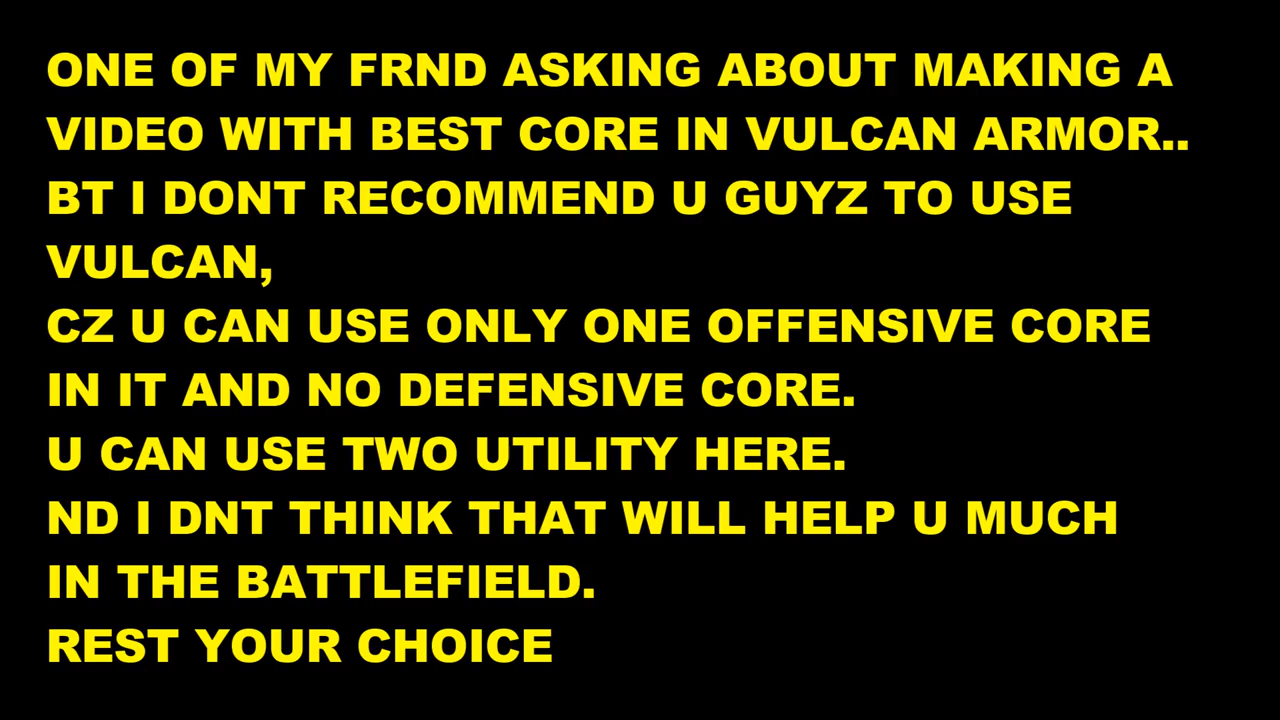 ONE OF MY FRND ASKING ABOUT MAKING A
VIDEO WITH BEST CORE IN VULCAN ARMOR..
BT I DONT RECOMMEND U GUYZ TO USE
VULCAN,
CZ U CAN USE ONLY ONE OFFENSIVE CORE
IN IT AND NO DEFENSIVE CORE.
U CAN USE TWO UTILITY HERE.
ND I DNT THINK THAT WILL HELP U MUCH
IN THE BATTLEFIELD.
REST YOUR CHOICE